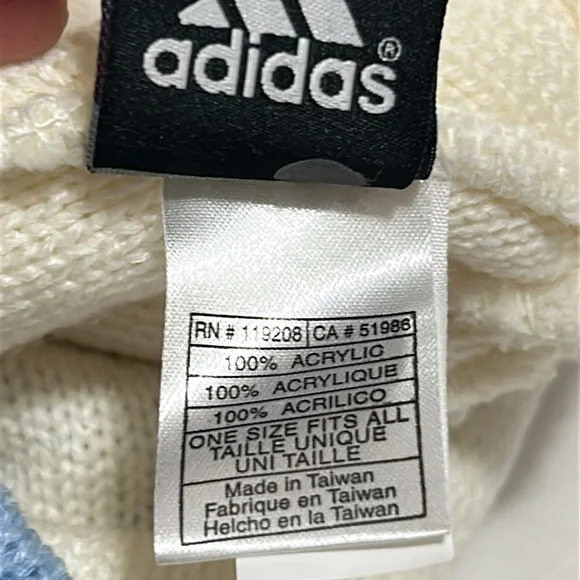 adidas®
RN # 119208 CA # 51986
100% ACRYLIC
100% ACRYLIQUE
100% ACRILICO
ONE SIZE FITS ALL
TAILLE UNIQUE
UNI TAILLE
Made in Taiwan
Fabrique en Taiwan
Helcho en la Taiwan